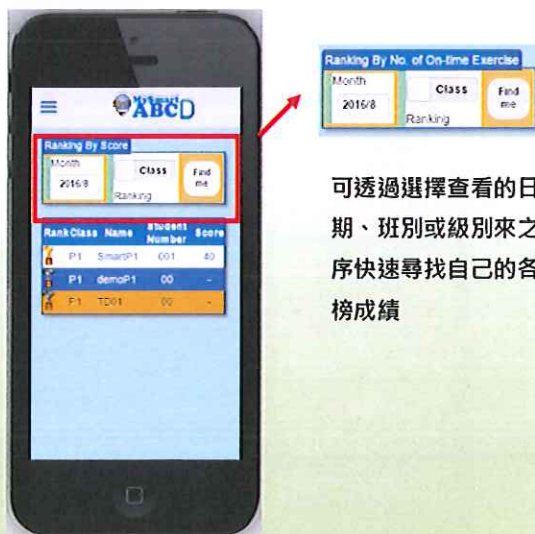 MySmart
ABCD
Ranking By Score
Month
2016/8
Class
Ranking
Find
me
Rank Class Name Student Number Score
P1 SmartP1 001 40
P1 demoP1 00 -
P1 TD01 00 -
Ranking By No. of On-time Exercise
Month
2016/8
Class
Ranking
Find
me
可透過選擇查看的日
期、班別或級別來之
序快速尋找自己的各
榜成績